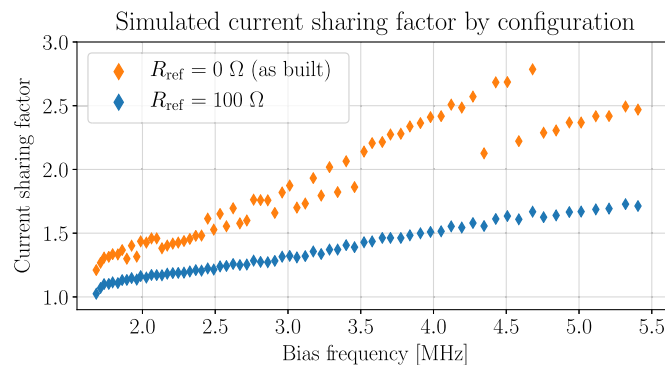 Simulated current sharing factor by configuration
R_ref = 0 Ω (as built)
R_ref = 100 Ω
Current sharing factor
3.0
2.5
2.0
1.5
1.0
2.0 2.5 3.0 3.5 4.0 4.5 5.0 5.5
Bias frequency [MHz]